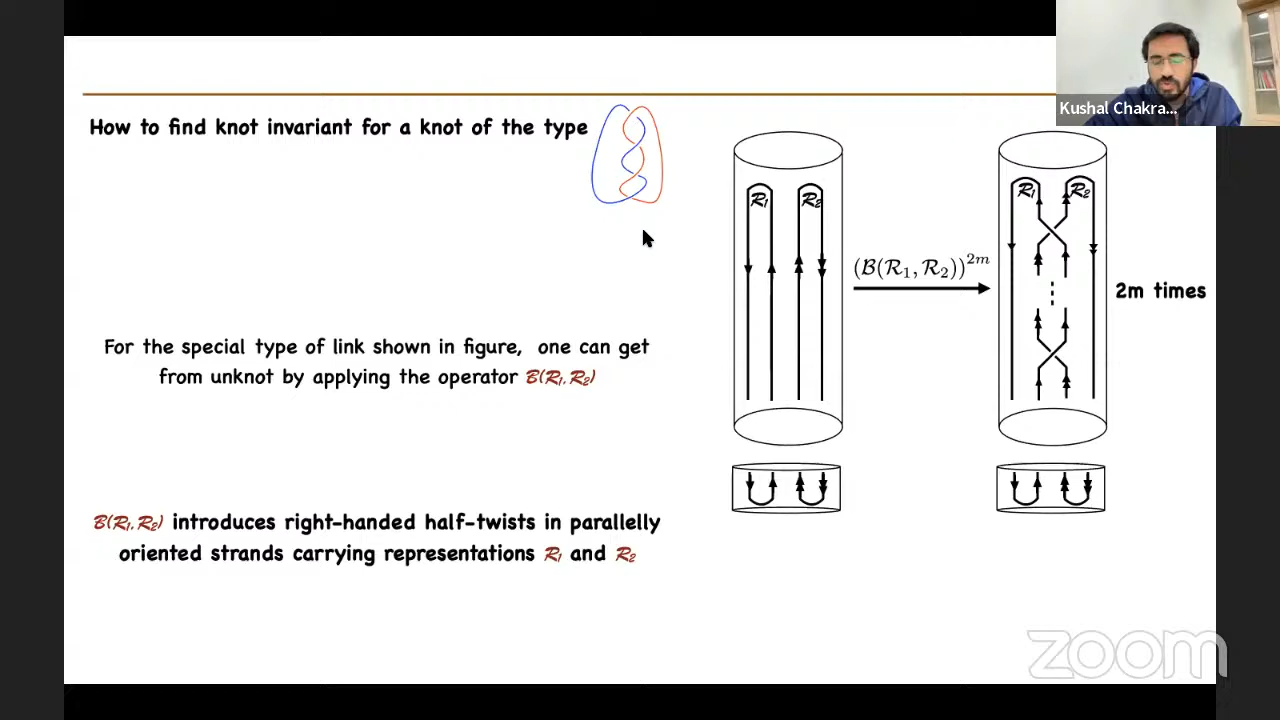 How to find knot invariant for a knot of the type
Kushal Chakra...
R₁ R₂
R₁ R₂
(B(R₁, R₂))²ᵐ
2m times
For the special type of link shown in figure, one can get
from unknot by applying the operator B(R₁, R₂)
B(R₁, R₂) introduces right-handed half-twists in parallelly
oriented strands carrying representations R₁ and R₂
zoom